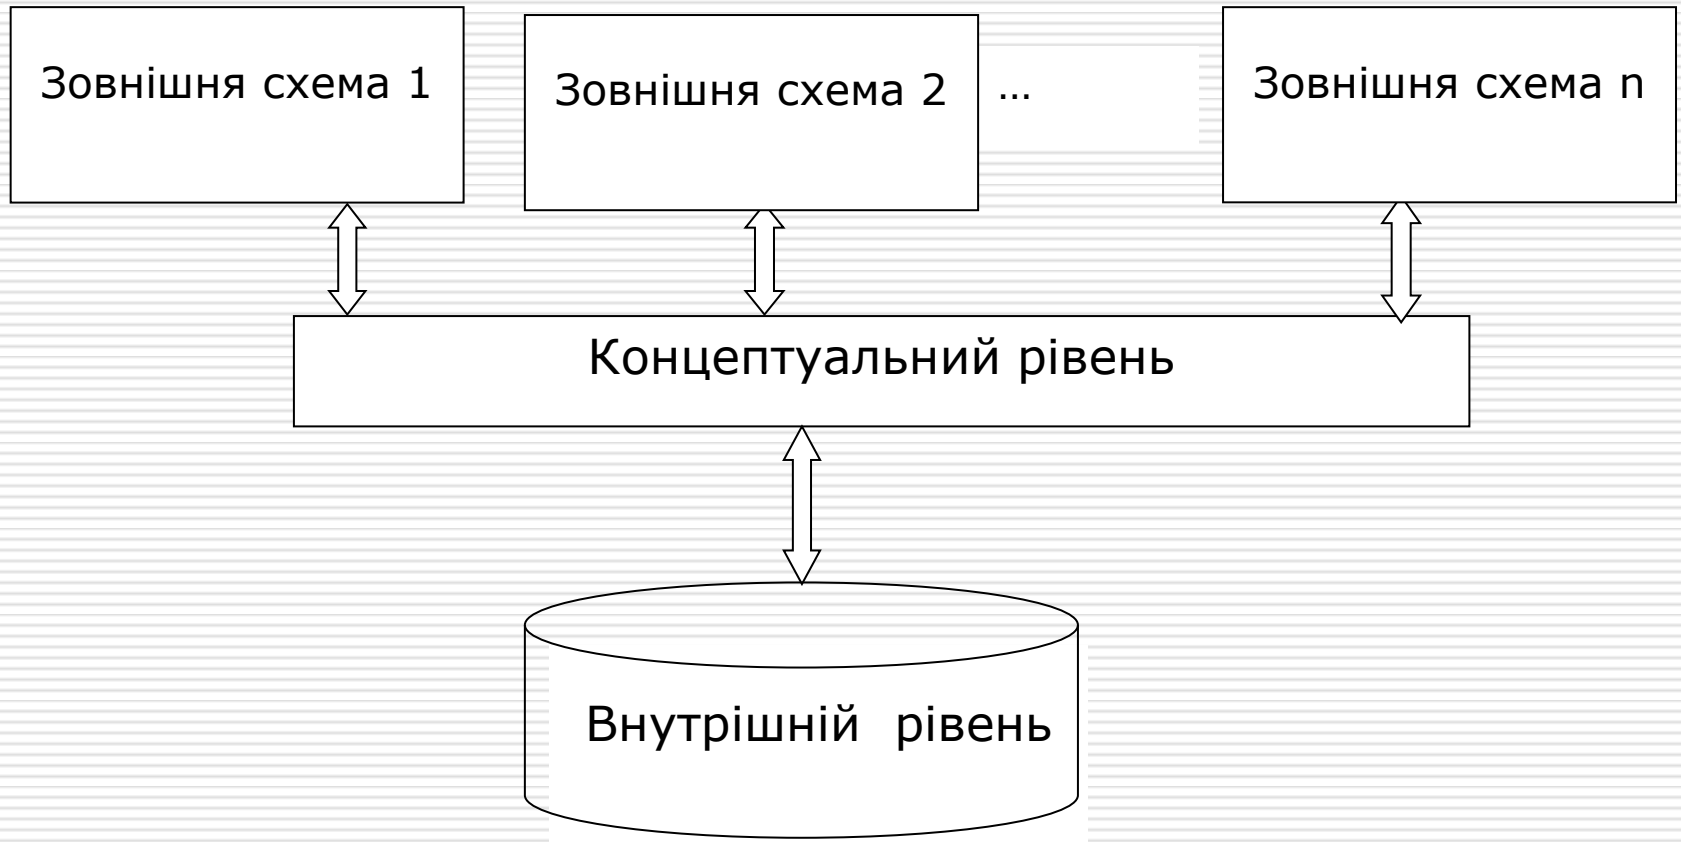 Зовнішня схема 1
Зовнішня схема 2
...
Зовнішня схема n
Концептуальний рівень
Внутрішній рівень